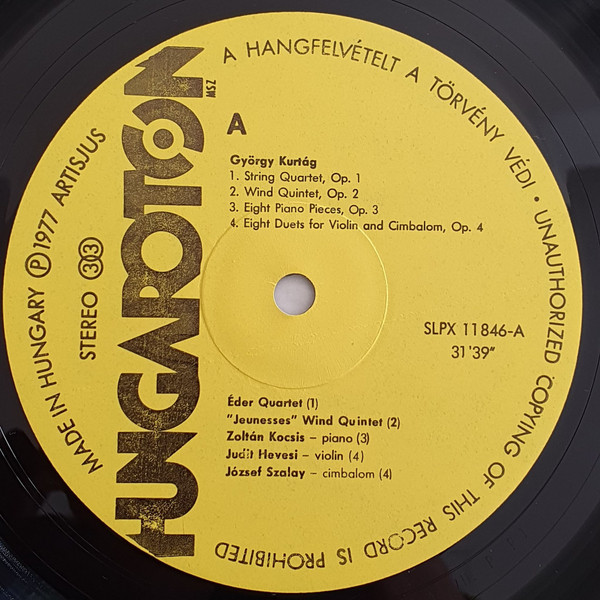 A HANGFELVÉTELT A TÖRVÉNY VÉDI • UNAUTHORIZED COPYING OF THIS RECORD IS PROHIBITED
MADE IN HUNGARY Ⓟ 1977 ARTISJUS
STEREO 33
HUNGAROTON
MSZ
A
György Kurtág
1. String Quartet, Op. 1
2. Wind Quintet, Op. 2
3. Eight Piano Pieces, Op. 3
4. Eight Duets for Violin and Cimbalom, Op. 4
SLPX 11846-A
31'39"
Éder Quartet (1)
"Jeunesses" Wind Quintet (2)
Zoltán Kocsis – piano (3)
Judit Hevesi – violin (4)
József Szalay – cimbalom (4)